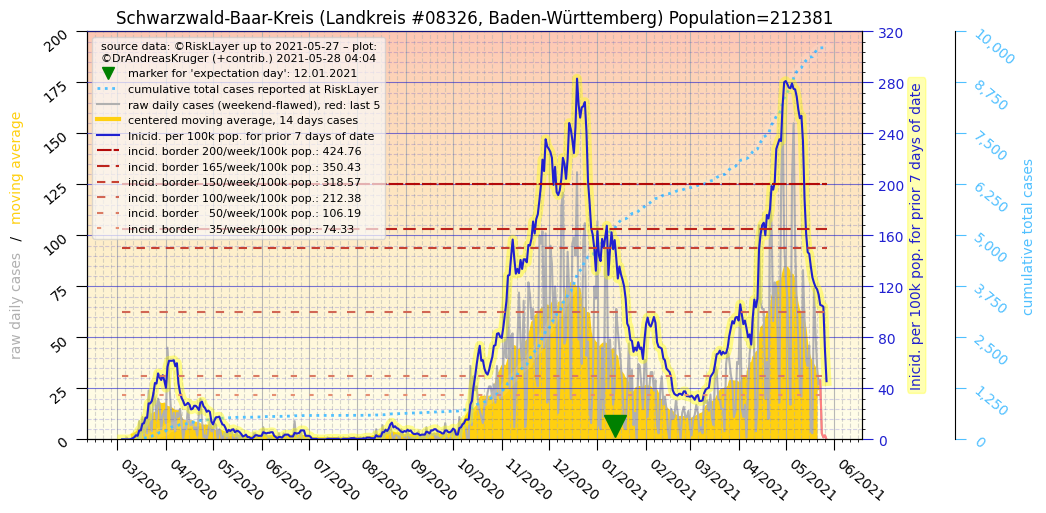 Schwarzwald-Baar-Kreis (Landkreis #08326, Baden-Württemberg) Population=212381
source data: ©RiskLayer up to 2021-05-27 – plot:
©DrAndreasKruger (+contrib.) 2021-05-28 04:04
marker for 'expectation day': 12.01.2021
cumulative total cases reported at RiskLayer
raw daily cases (weekend-flawed), red: last 5
centered moving average, 14 days cases
Inicid. per 100k pop. for prior 7 days of date
incid. border 200/week/100k pop.: 424.76
incid. border 165/week/100k pop.: 350.43
incid. border 150/week/100k pop.: 318.57
incid. border 100/week/100k pop.: 212.38
incid. border   50/week/100k pop.: 106.19
incid. border   35/week/100k pop.: 74.33
raw daily cases / moving average
200
175
150
125
100
75
50
25
0
320
280
240
200
160
120
80
40
0
Inicid. per 100k pop. for prior 7 days of date
10,000
8,750
7,500
6,250
5,000
3,750
2,500
1,250
0
cumulative total cases
03/2020
04/2020
05/2020
06/2020
07/2020
08/2020
09/2020
10/2020
11/2020
12/2020
01/2021
02/2021
03/2021
04/2021
05/2021
06/2021